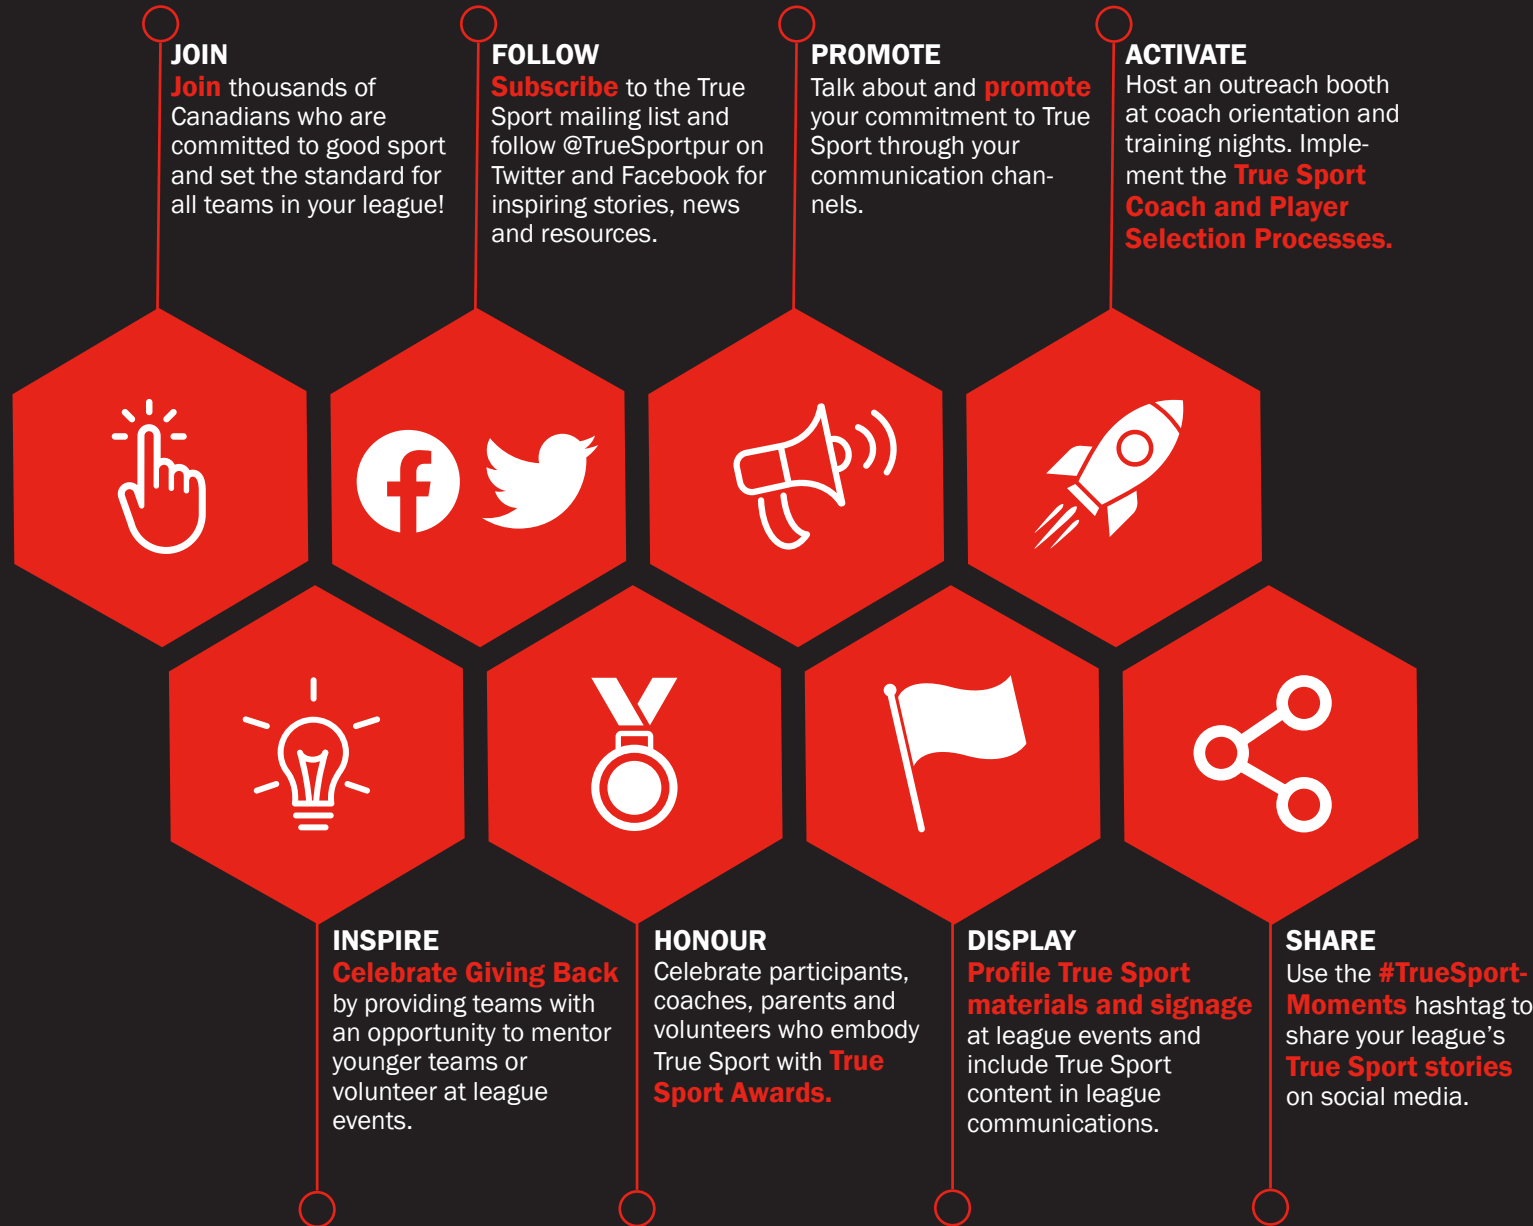 JOIN
Join thousands of
Canadians who are
committed to good sport
and set the standard for
all teams in your league!
FOLLOW
Subscribe to the True
Sport mailing list and
follow @TrueSportpur on
Twitter and Facebook for
inspiring stories, news
and resources.
PROMOTE
Talk about and promote
your commitment to True
Sport through your
communication chan-
nels.
ACTIVATE
Host an outreach booth
at coach orientation and
training nights. Imple-
ment the True Sport
Coach and Player
Selection Processes.
INSPIRE
Celebrate Giving Back
by providing teams with
an opportunity to mentor
younger teams or
volunteer at league
events.
HONOUR
Celebrate participants,
coaches, parents and
volunteers who embody
True Sport with True
Sport Awards.
DISPLAY
Profile True Sport
materials and signage
at league events and
include True Sport
content in league
communications.
SHARE
Use the #TrueSport-
Moments hashtag to
share your league’s
True Sport stories
on social media.